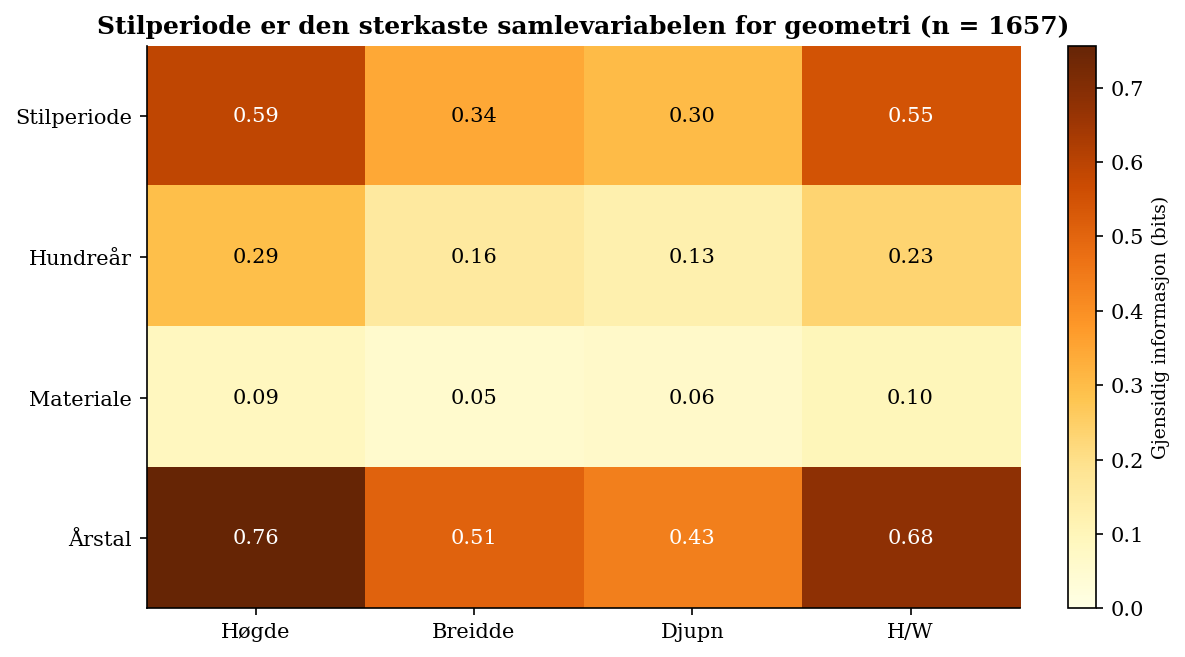 Stilperiode er den sterkaste samlevariabelen for geometri (n = 1657)
Stilperiode 0.59 0.34 0.30 0.55
Hundreår 0.29 0.16 0.13 0.23
Materiale 0.09 0.05 0.06 0.10
Årstal 0.76 0.51 0.43 0.68
Høgde Breidde Djupn H/W
0.7
0.6
0.5
0.4
0.3
0.2
0.1
0.0
Gjensidig informasjon (bits)